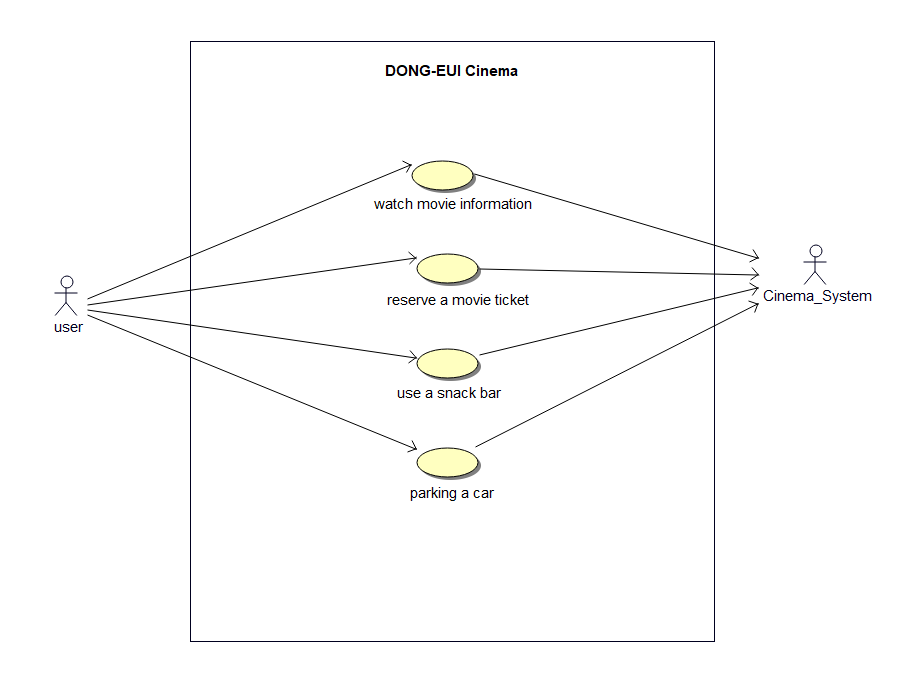 DONG-EUI Cinema
watch movie information
reserve a movie ticket
Cinema_System
user
use a snack bar
parking a car